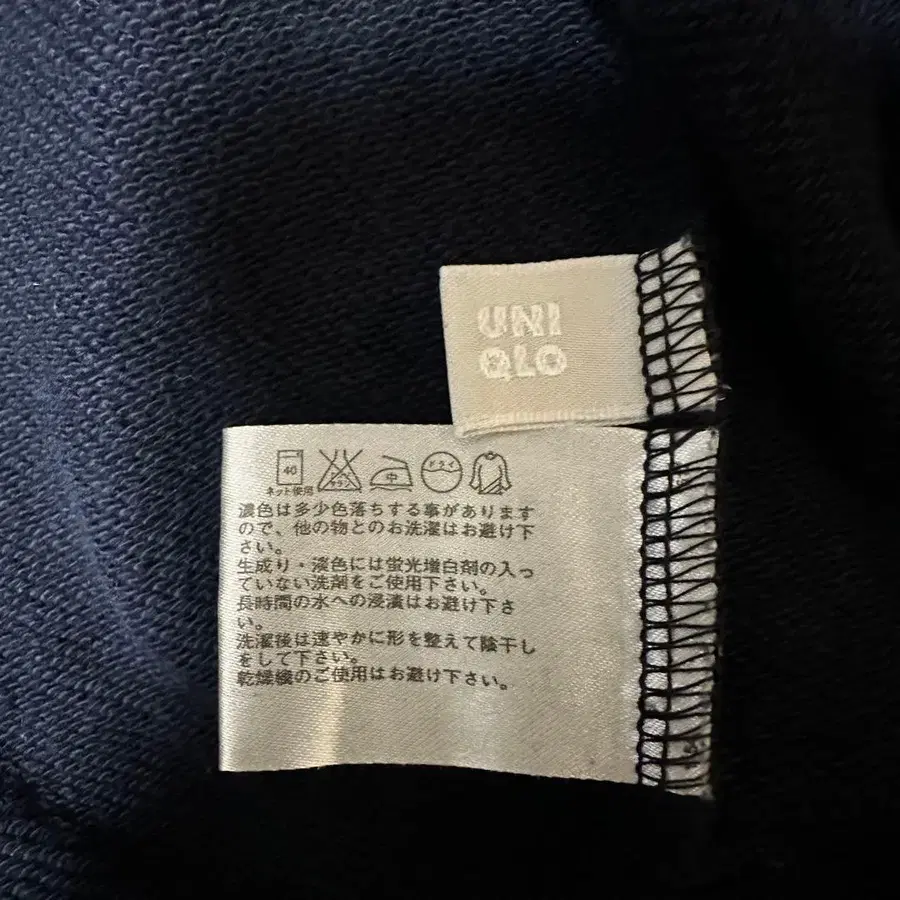 UNI
QLO
40
ネット使用
エンソ
サラシ
中
ドライ
濃色は多少色落ちする事があります
ので、他の物とのお洗濯はお避け下
さい。
生成り・淡色には蛍光増白剤の入っ
ていない洗剤をご使用下さい。
長時間の水への浸漬はお避け下さ
い。
洗濯後は速やかに形を整えて陰干し
をして下さい。
乾燥機のご使用はお避け下さい。